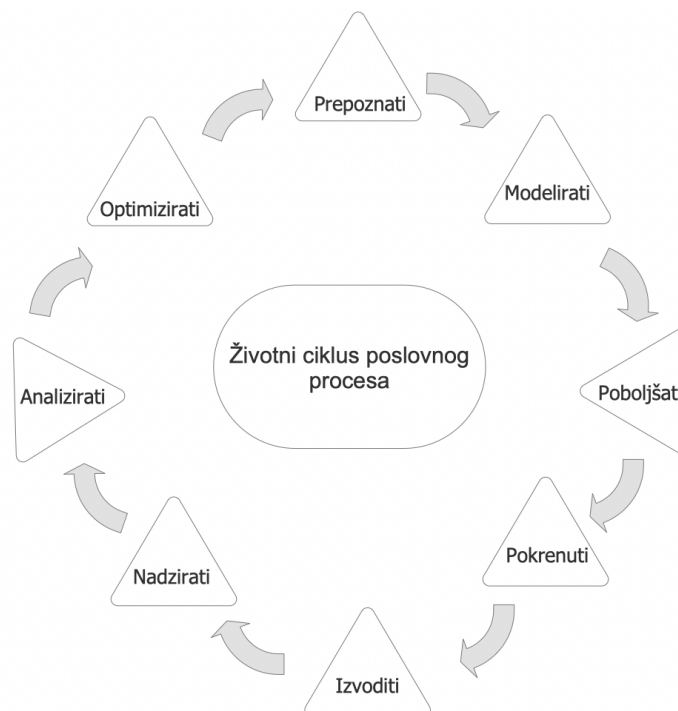 Prepoznati
Modelirati
Poboljšat
Pokrenuti
Izvoditi
Nadzirati
Analizirati
Optimizirati
Životni ciklus poslovnog
procesa